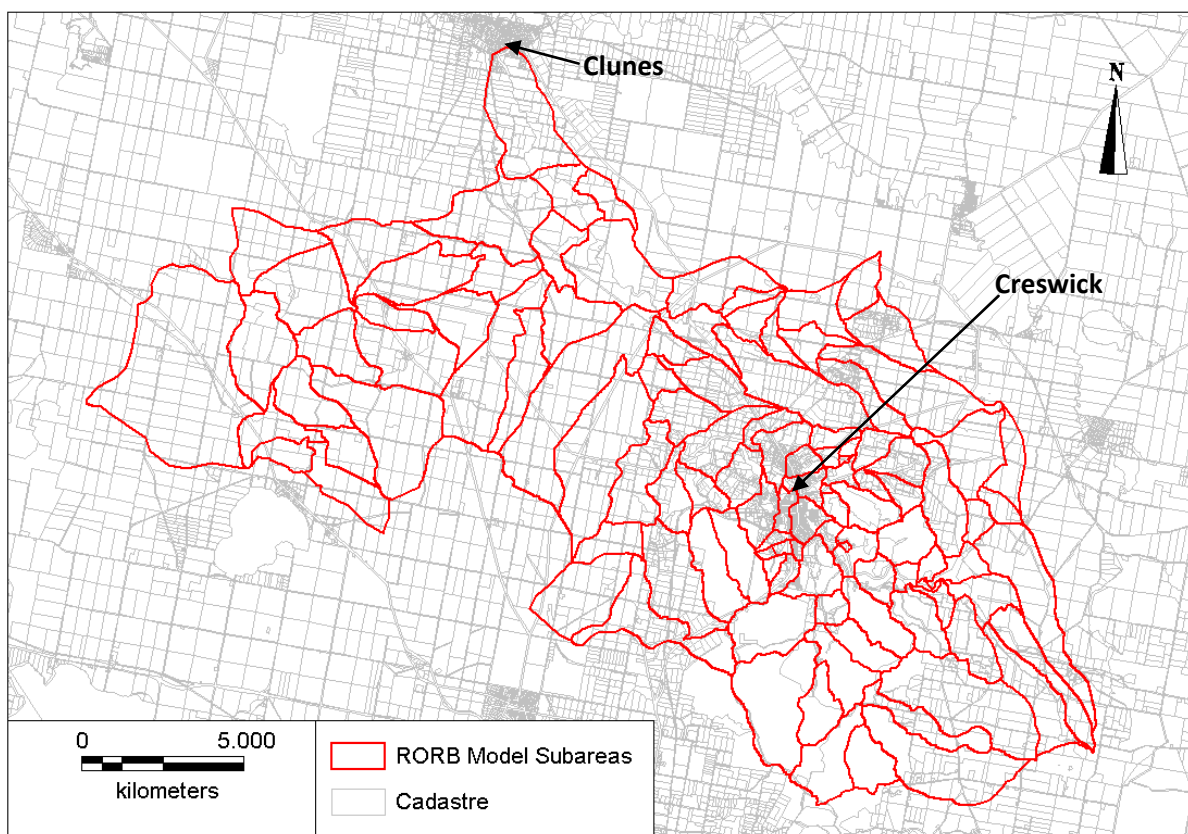 Clunes
N
Creswick
0 5.000
kilometers
RORB Model Subareas
Cadastre